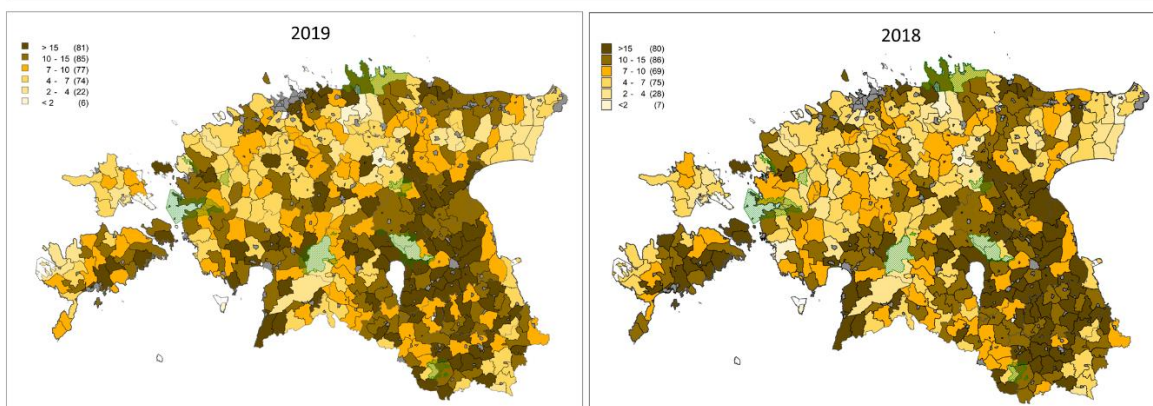 2019
> 15 (81)
10 - 15 (85)
7 - 10 (77)
4 - 7 (74)
2 - 4 (22)
< 2 (6)
2018
>15 (80)
10 - 15 (86)
7 - 10 (69)
4 - 7 (75)
2 - 4 (28)
<2 (7)